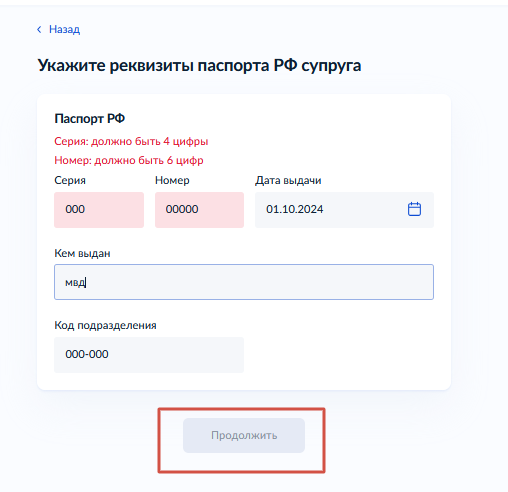 Назад
Укажите реквизиты паспорта РФ супруга
Паспорт РФ
Серия: должно быть 4 цифры
Номер: должно быть 6 цифр
Серия Номер Дата выдачи
000 00000 01.10.2024
Кем выдан
мвд
Код подразделения
000-000
Продолжить